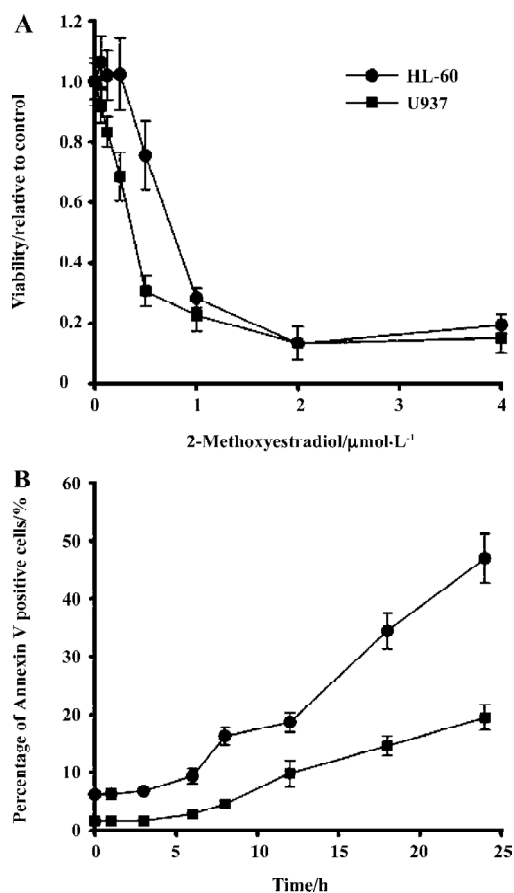 A
1.2
1.0
0.8
0.6
0.4
0.2
0
Viability/relative to control
HL-60
U937
0 1 2 3 4
2-Methoxyestradiol/μmol·L⁻¹
B
60
50
40
30
20
10
0
Percentage of Annexin V positive cells/%
0 5 10 15 20 25
Time/h